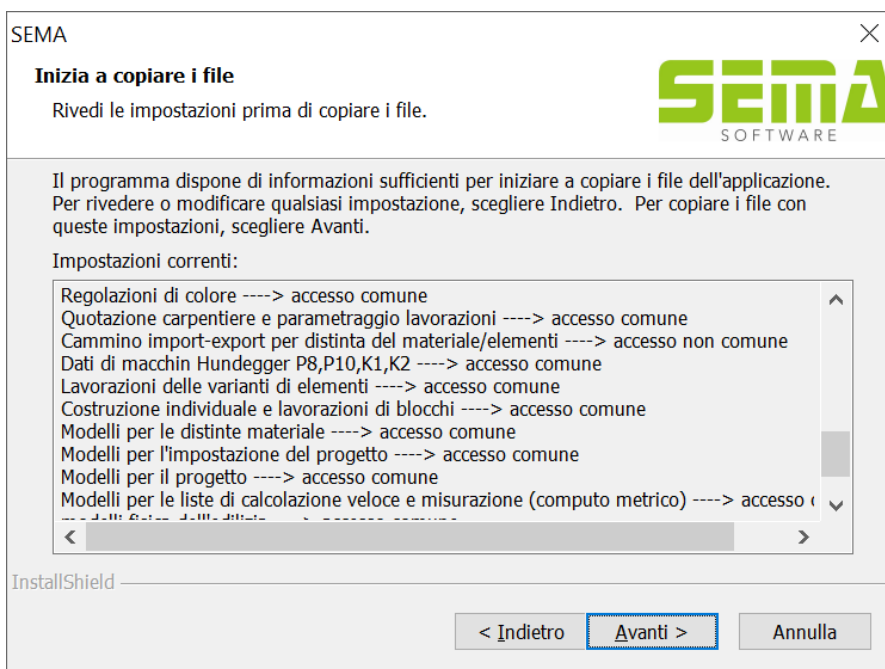 SEMA
Inizia a copiare i file
Rivedi le impostazioni prima di copiare i file.
SEMA
SOFTWARE
Il programma dispone di informazioni sufficienti per iniziare a copiare i file dell'applicazione.
Per rivedere o modificare qualsiasi impostazione, scegliere Indietro. Per copiare i file con
queste impostazioni, scegliere Avanti.
Impostazioni correnti:
Regolazioni di colore ----> accesso comune
Quotazione carpentiere e parametraggio lavorazioni ----> accesso comune
Cammino import-export per distinta del materiale/elementi ----> accesso non comune
Dati di macchin Hundegger P8,P10,K1,K2 ----> accesso comune
Lavorazioni delle varianti di elementi ----> accesso comune
Costruzione individuale e lavorazioni di blocchi ----> accesso comune
Modelli per le distinte materiale ----> accesso comune
Modelli per l'impostazione del progetto ----> accesso comune
Modelli per il progetto ----> accesso comune
Modelli per le liste di calcolazione veloce e misurazione (computo metrico) ----> accesso
modelli fisica dell'edilizia ----> accesso comune
InstallShield
< Indietro
Avanti >
Annulla